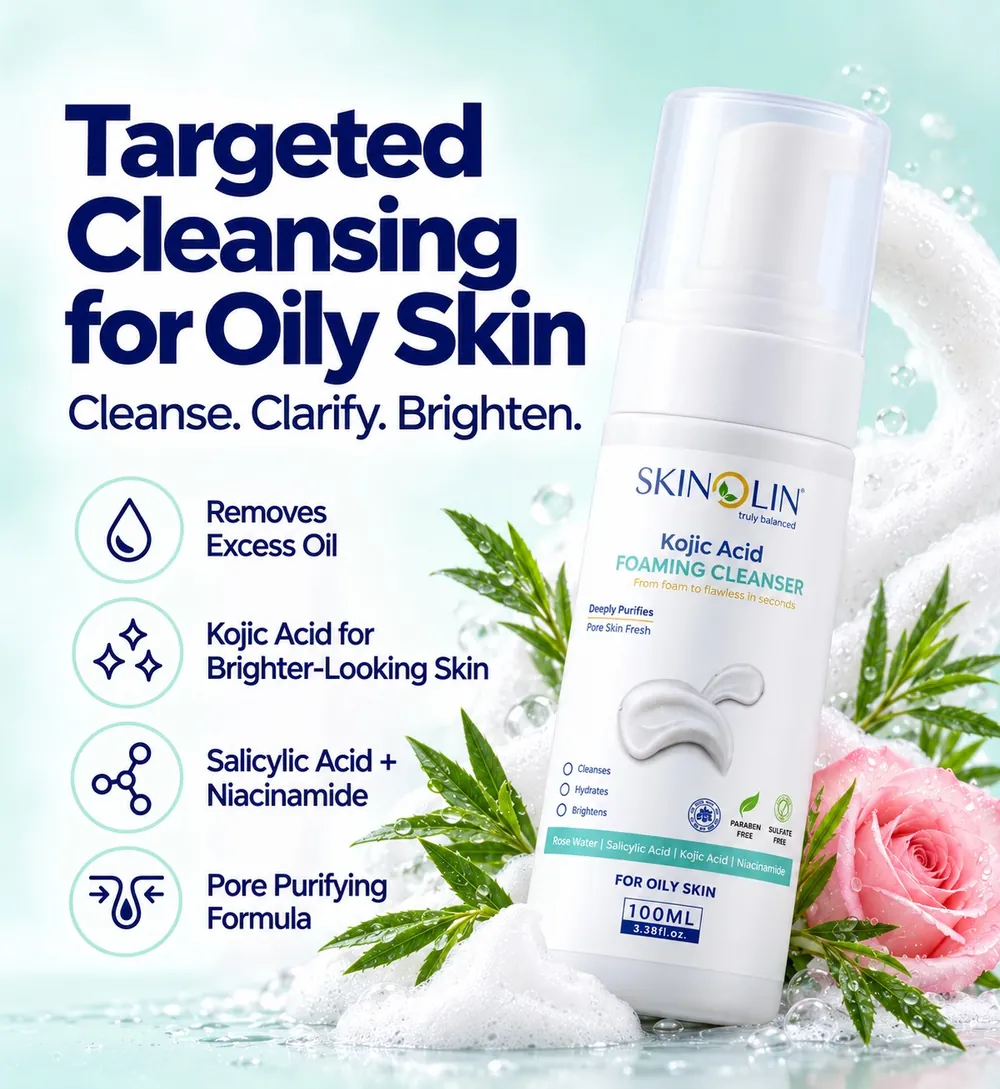 Targeted
Cleansing
for Oily Skin
Cleanse. Clarify. Brighten.
Removes
Excess Oil
Kojic Acid for
Brighter-Looking Skin
Salicylic Acid +
Niacinamide
Pore Purifying
Formula
SKINOLIN®
truly balanced
Kojic Acid
FOAMING CLEANSER
From foam to flawless in seconds
Deeply Purifies
Pore Skin Fresh
Cleanses
Hydrates
Brightens
PARABEN
FREE
SULFATE
FREE
Rose Water | Salicylic Acid | Kojic Acid | Niacinamide
FOR OILY SKIN
100ML
3.38fl.oz.